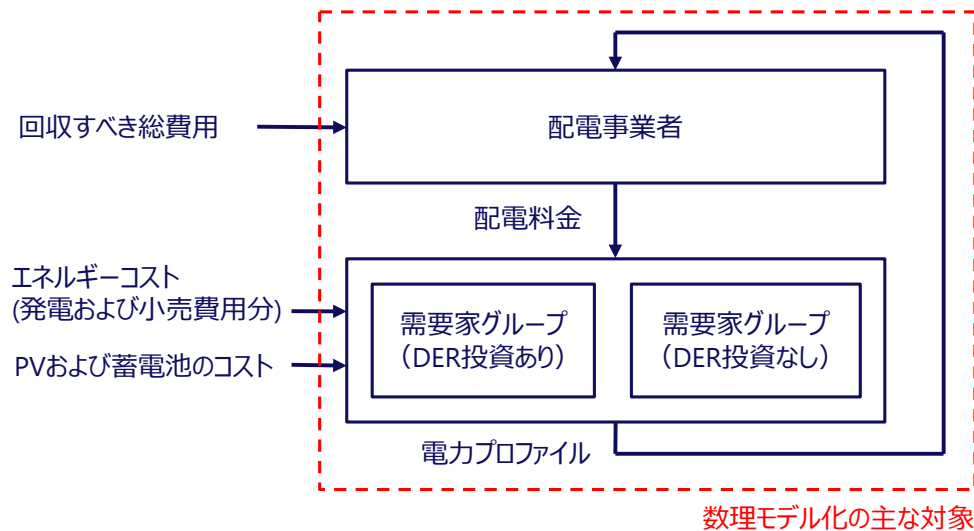 回収すべき総費用
配電事業者
配電料金
エネルギーコスト
(発電および小売費用分)
PVおよび蓄電池のコスト
需要家グループ
（DER投資あり）
需要家グループ
（DER投資なし）
電力プロファイル
数理モデル化の主な対象